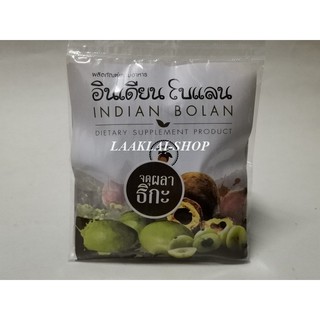 ผลิตภัณฑ์เสริมอาหาร
อินเดียน โบแลน
INDIAN BOLAN
DIETARY SUPPLEMENT PRODUCT
LAAKLAI-SHOP
จตุผลา
ธิกะ